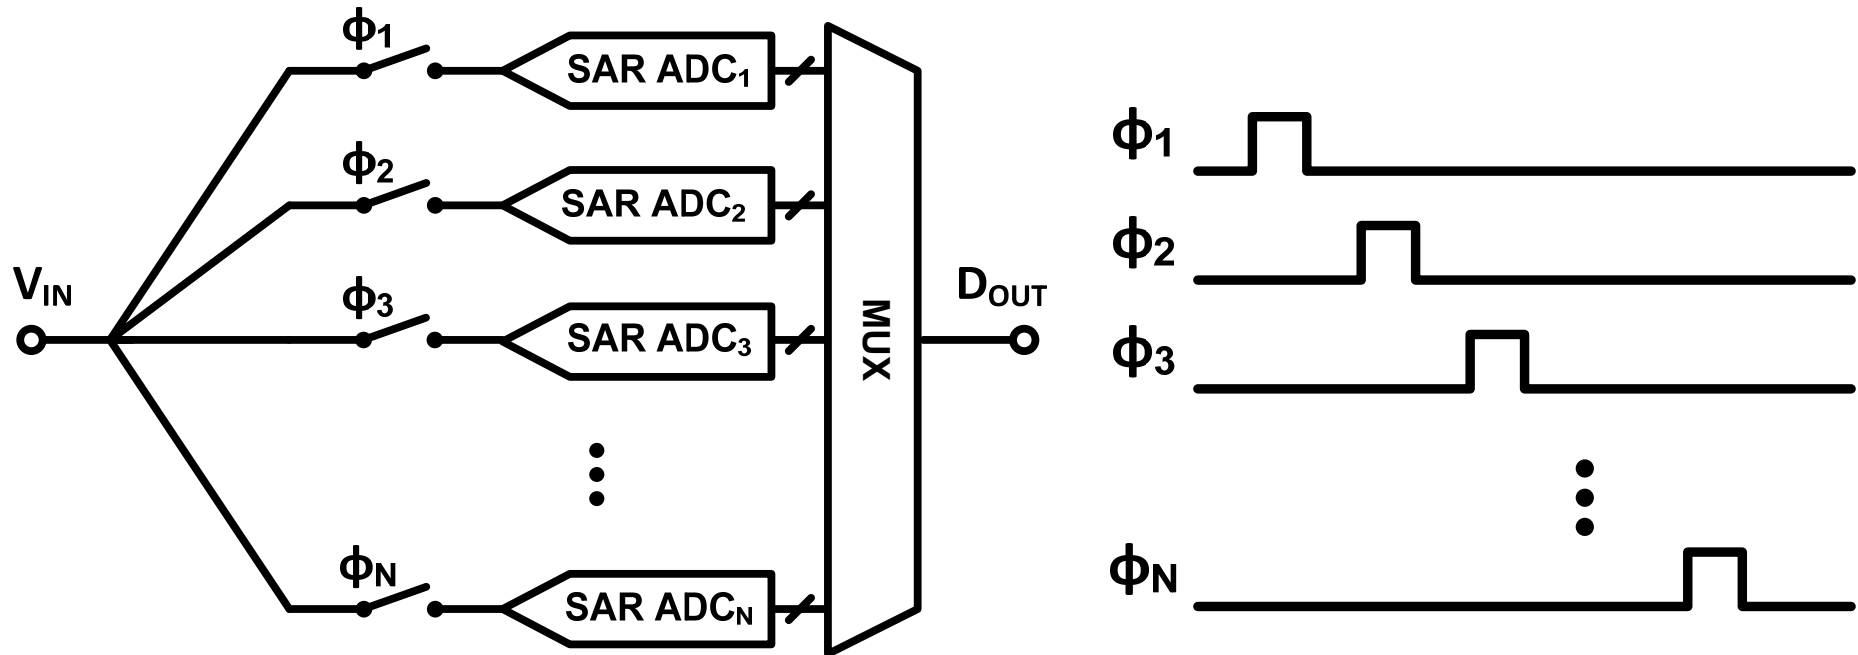 ϕ1
SAR ADC1
ϕ2
SAR ADC2
VIN
ϕ3
SAR ADC3
ϕN
SAR ADCN
MUX
DOUT
ϕ1
ϕ2
ϕ3
ϕN